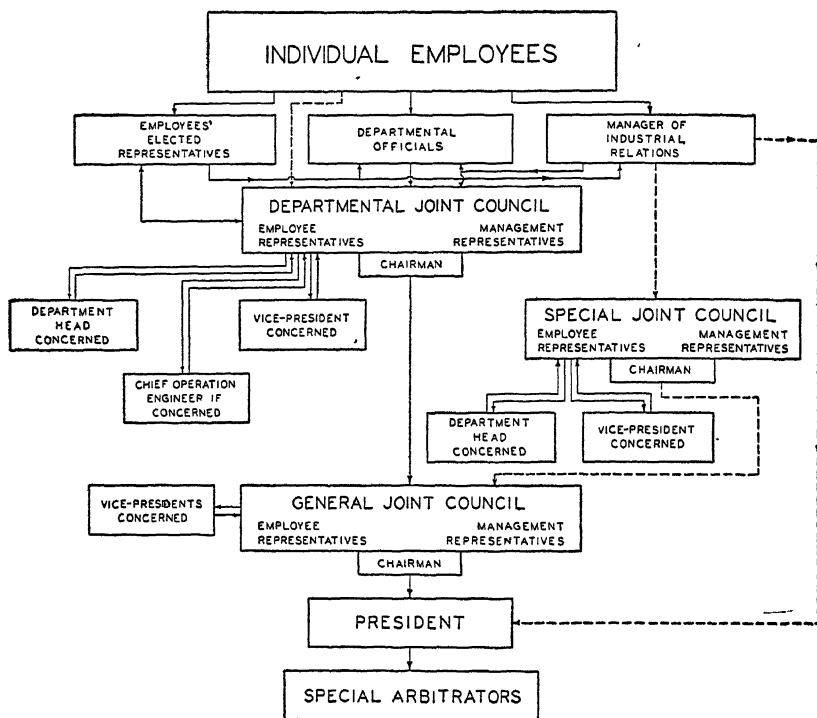 INDIVIDUAL EMPLOYEES
EMPLOYEES'
ELECTED
REPRESENTATIVES
DEPARTMENTAL
OFFICIALS
MANAGER OF
INDUSTRIAL
RELATIONS
DEPARTMENTAL JOINT COUNCIL
EMPLOYEE
REPRESENTATIVES
MANAGEMENT
REPRESENTATIVES
CHAIRMAN
DEPARTMENT
HEAD
CONCERNED
VICE-PRESIDENT
CONCERNED
CHIEF OPERATION
ENGINEER IF
CONCERNED
SPECIAL JOINT COUNCIL
EMPLOYEE
REPRESENTATIVES
MANAGEMENT
REPRESENTATIVES
CHAIRMAN
DEPARTMENT
HEAD
CONCERNED
VICE-PRESIDENT
CONCERNED
VICE-PRESIDENTS
CONCERNED
GENERAL JOINT COUNCIL
EMPLOYEE
REPRESENTATIVES
MANAGEMENT
REPRESENTATIVES
CHAIRMAN
PRESIDENT
SPECIAL ARBITRATORS